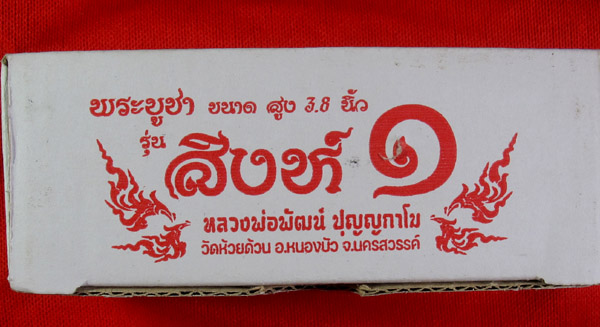 พระบูชา ขนาด สูง 3.8 นิ้ว
รุ่น สิงห์ ๑
หลวงพ่อพัฒน์ ปุญญกาโม
วัดห้วยด้วน อ.หนองบัว จ.นครสวรรค์